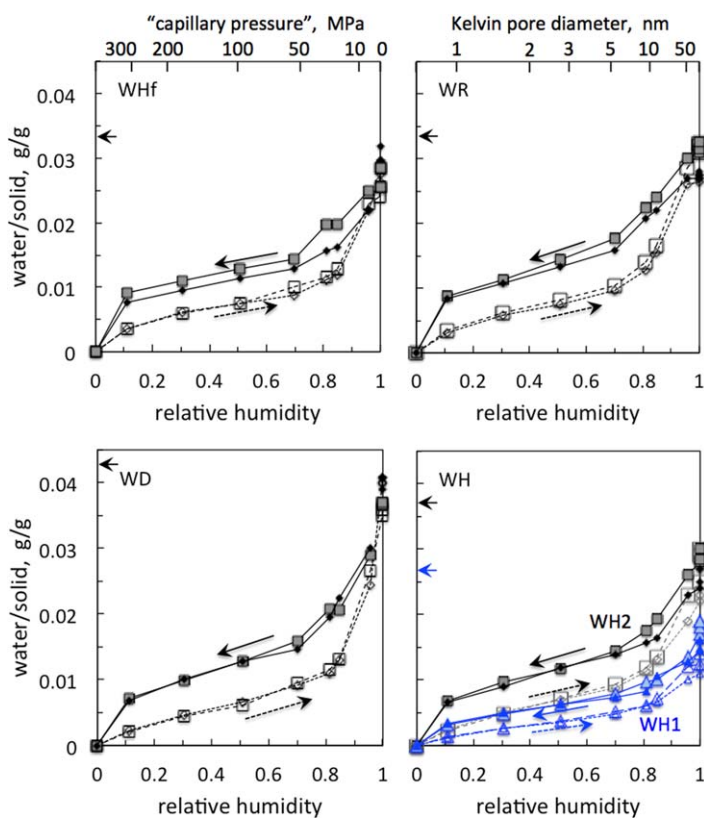 "capillary pressure", MPa
Kelvin pore diameter, nm
300 200 100 50 10 0
1 2 3 5 10 50
WHf
WR
0.04
0.03
0.02
0.01
0
water/solid, g/g
0 0.2 0.4 0.6 0.8 1
0 0.2 0.4 0.6 0.8 1
relative humidity
relative humidity
WD
WH
0.04
0.03
0.02
0.01
0
water/solid, g/g
WH2
WH1
0 0.2 0.4 0.6 0.8 1
0 0.2 0.4 0.6 0.8 1
relative humidity
relative humidity